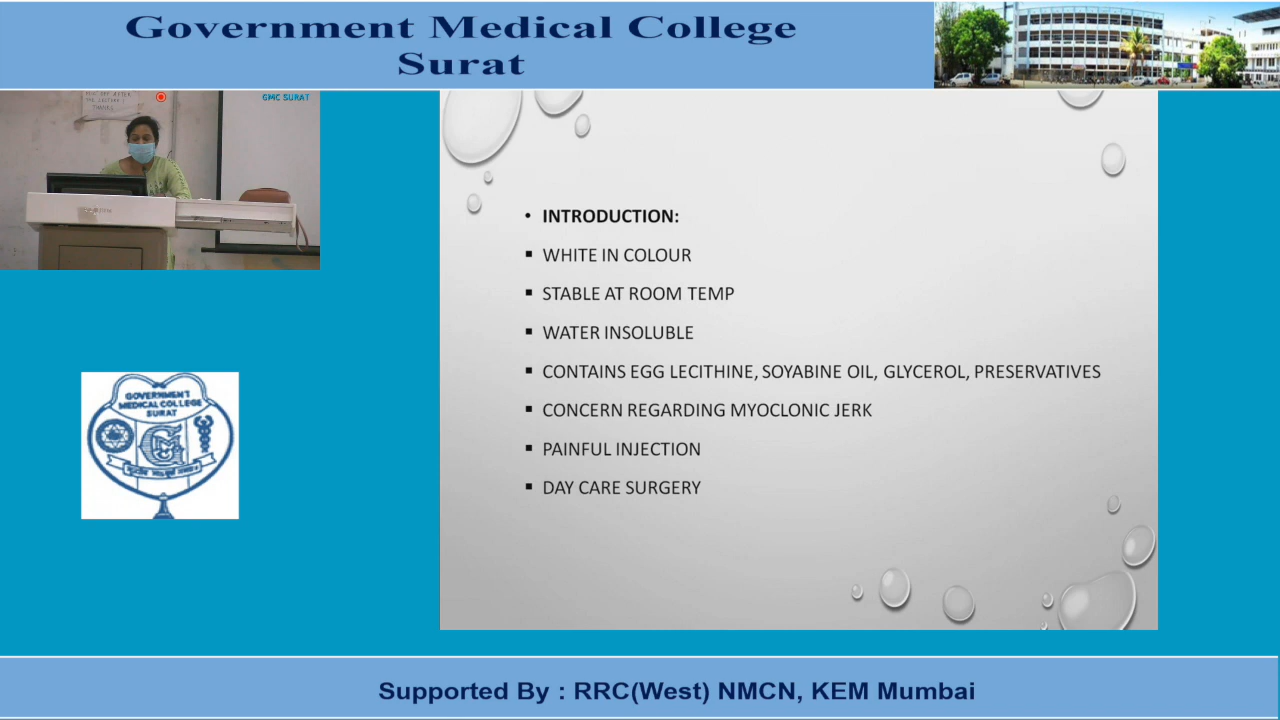 Government Medical College
Surat
THANKS
GMC SURAT
• INTRODUCTION:
▪ WHITE IN COLOUR
▪ STABLE AT ROOM TEMP
▪ WATER INSOLUBLE
▪ CONTAINS EGG LECITHINE, SOYABINE OIL, GLYCEROL, PRESERVATIVES
▪ CONCERN REGARDING MYOCLONIC JERK
▪ PAINFUL INJECTION
▪ DAY CARE SURGERY
GOVERNMENT
MEDICAL COLLEGE
SURAT
Supported By : RRC(West) NMCN, KEM Mumbai